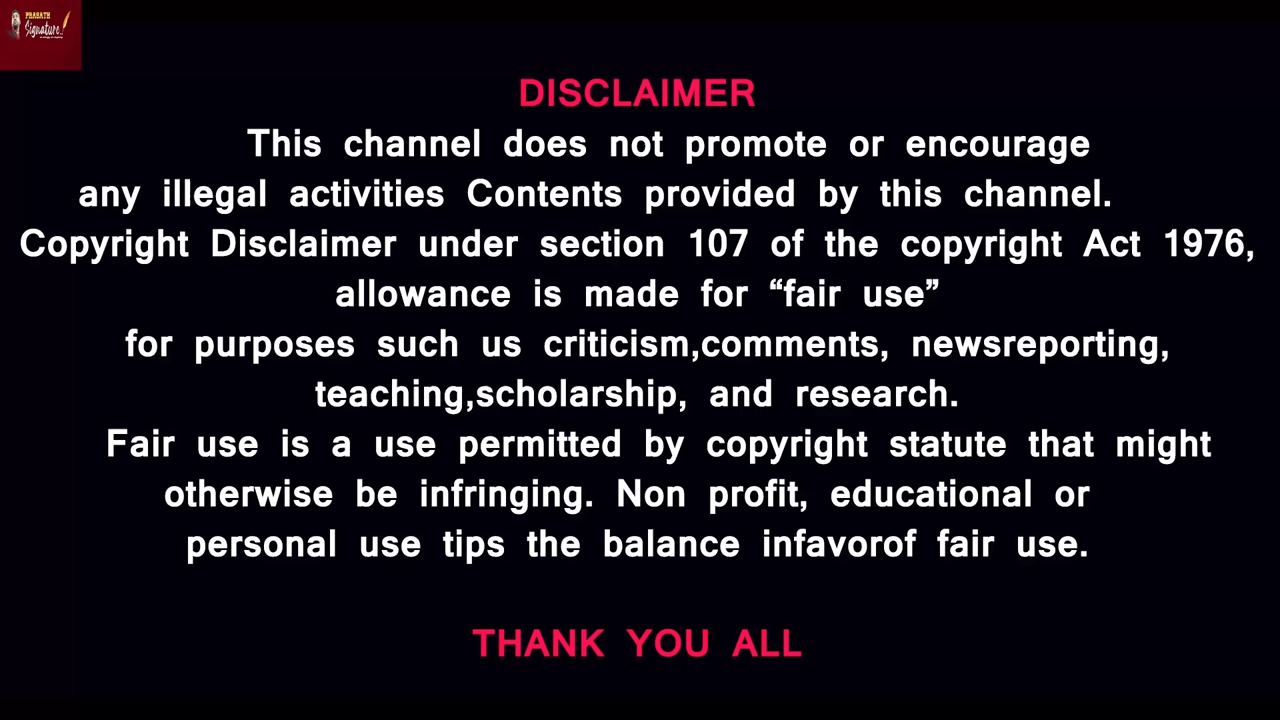 PRASATH
Signature.!
DISCLAIMER
This channel does not promote or encourage
any illegal activities Contents provided by this channel.
Copyright Disclaimer under section 107 of the copyright Act 1976,
allowance is made for “fair use”
for purposes such us criticism,comments, newsreporting,
teaching,scholarship, and research.
Fair use is a use permitted by copyright statute that might
otherwise be infringing. Non profit, educational or
personal use tips the balance infavorof fair use.
THANK YOU ALL